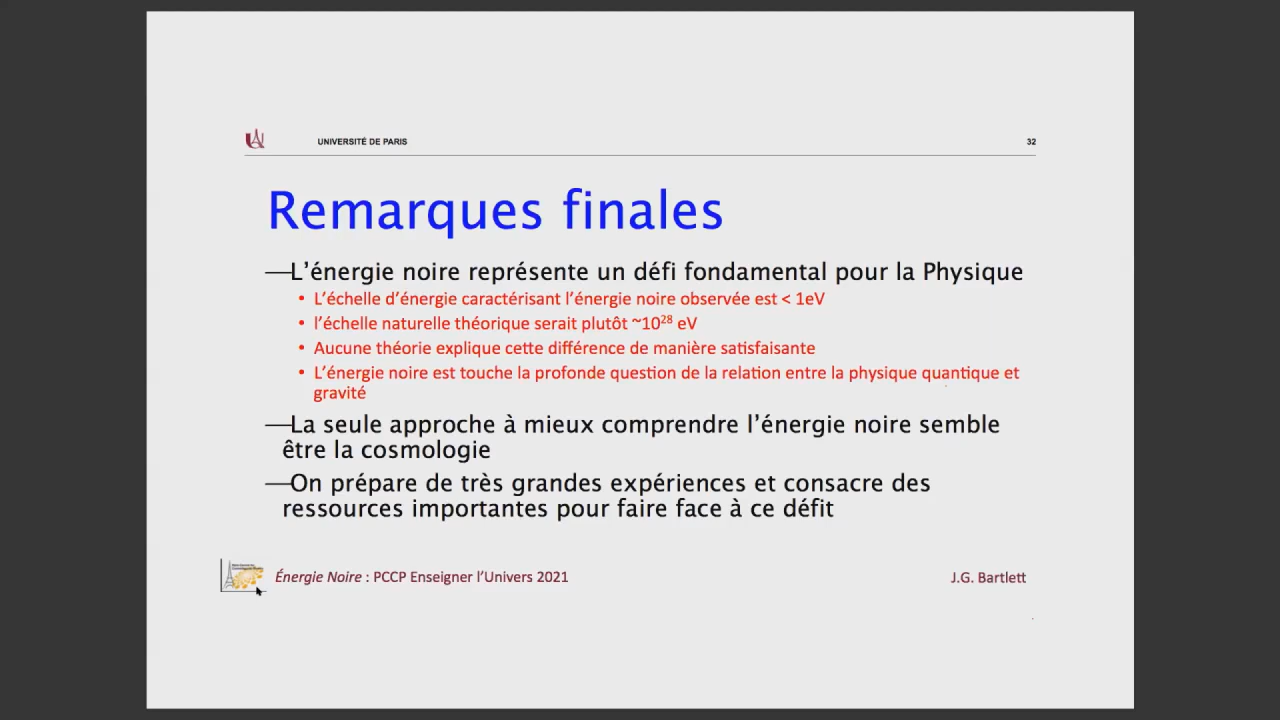 UNIVERSITÉ DE PARIS
32
Remarques finales
—L'énergie noire représente un défi fondamental pour la Physique
• L'échelle d'énergie caractérisant l'énergie noire observée est < 1eV
• l'échelle naturelle théorique serait plutôt ~10²⁸ eV
• Aucune théorie explique cette différence de manière satisfaisante
• L'énergie noire est touche la profonde question de la relation entre la physique quantique et
gravité
—La seule approche à mieux comprendre l'énergie noire semble
être la cosmologie
—On prépare de très grandes expériences et consacre des
ressources importantes pour faire face à ce défit
Énergie Noire : PCCP Enseigner l'Univers 2021
J.G. Bartlett